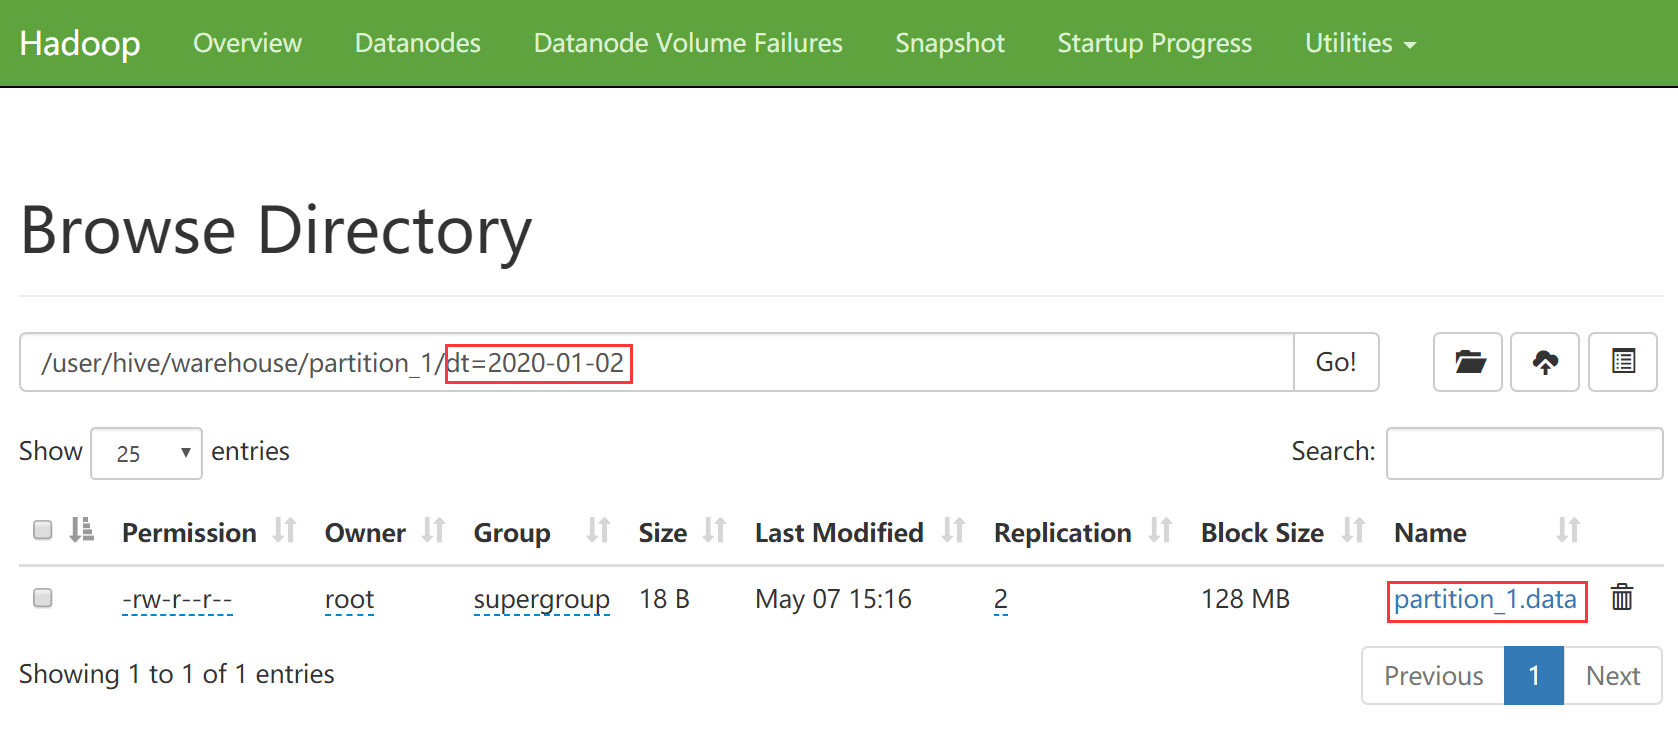 Hadoop Overview Datanodes Datanode Volume Failures Snapshot Startup Progress Utilities
Browse Directory
/user/hive/warehouse/partition_1/dt=2020-01-02 Go!
Show 25 entries Search:
Permission Owner Group Size Last Modified Replication Block Size Name
-rw-r--r-- root supergroup 18 B May 07 15:16 2 128 MB partition_1.data
Showing 1 to 1 of 1 entries Previous 1 Next